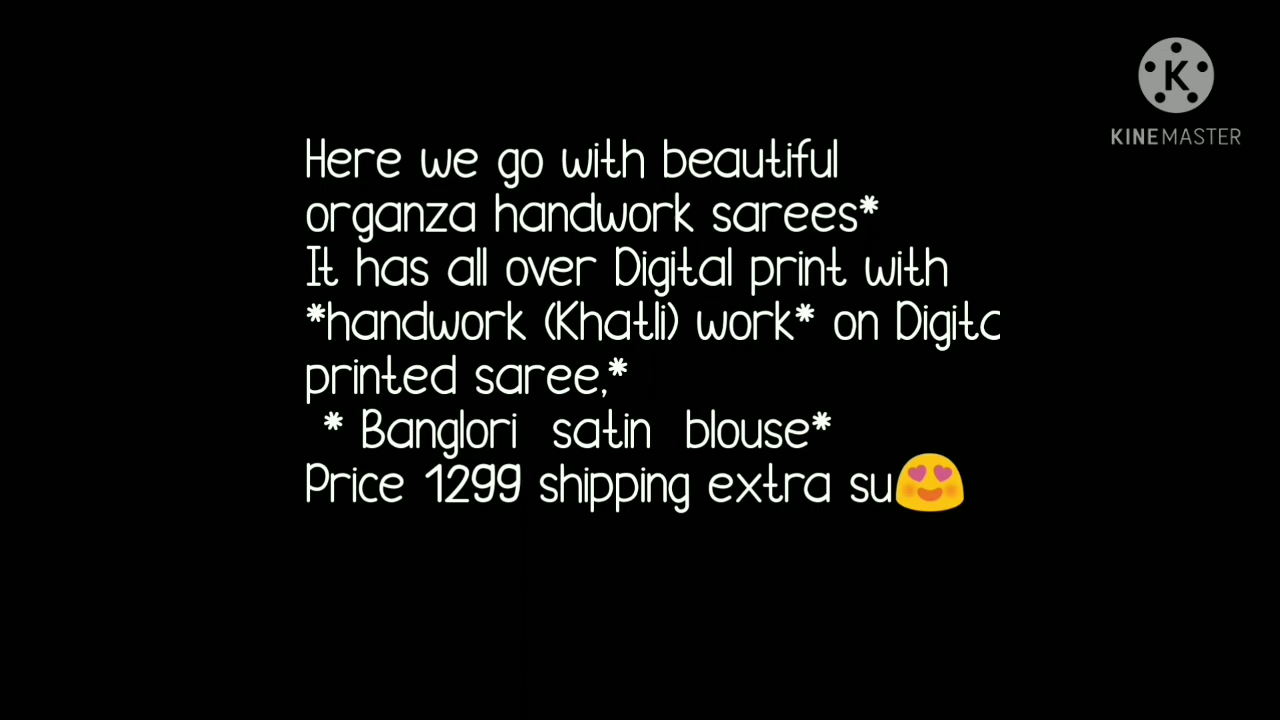 Here we go with beautiful
organza handwork sarees*
It has all over Digital print with
*handwork (Khatli) work* on Digita
printed saree,*
* Banglori satin blouse*
Price 1299 shipping extra su😍
KINEMASTER